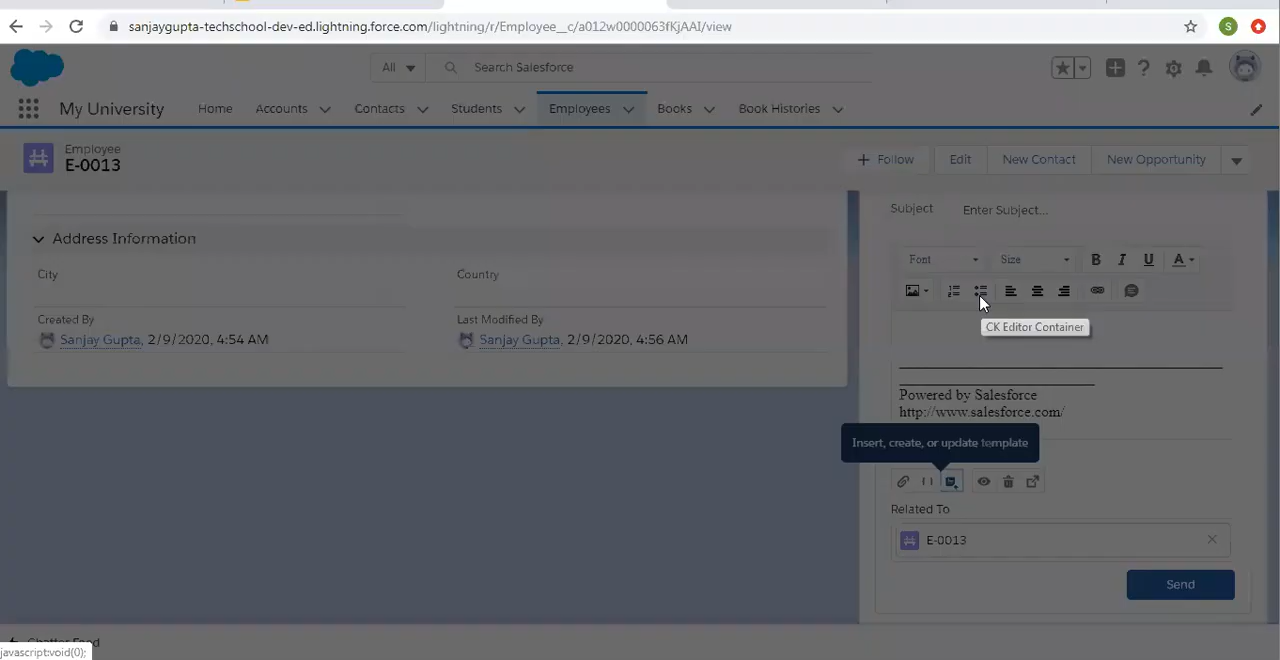 sanjaygupta-techschool-dev-ed.lightning.force.com/lightning/r/Employee__c/a012w0000063fKjAAI/view
S
All
Search Salesforce
My University
Home
Accounts
Contacts
Students
Employees
Books
Book Histories
Employee
E-0013
Follow
Edit
New Contact
New Opportunity
Subject
Enter Subject...
Address Information
Font
Size
B
I
U
A
City
Country
CK Editor Container
Created By
Last Modified By
Sanjay Gupta, 2/9/2020, 4:54 AM
Sanjay Gupta, 2/9/2020, 4:56 AM
Powered by Salesforce
http://www.salesforce.com/
Insert, create, or update template
Related To
E-0013
Send
Chatter Feed
javascript:void(0);